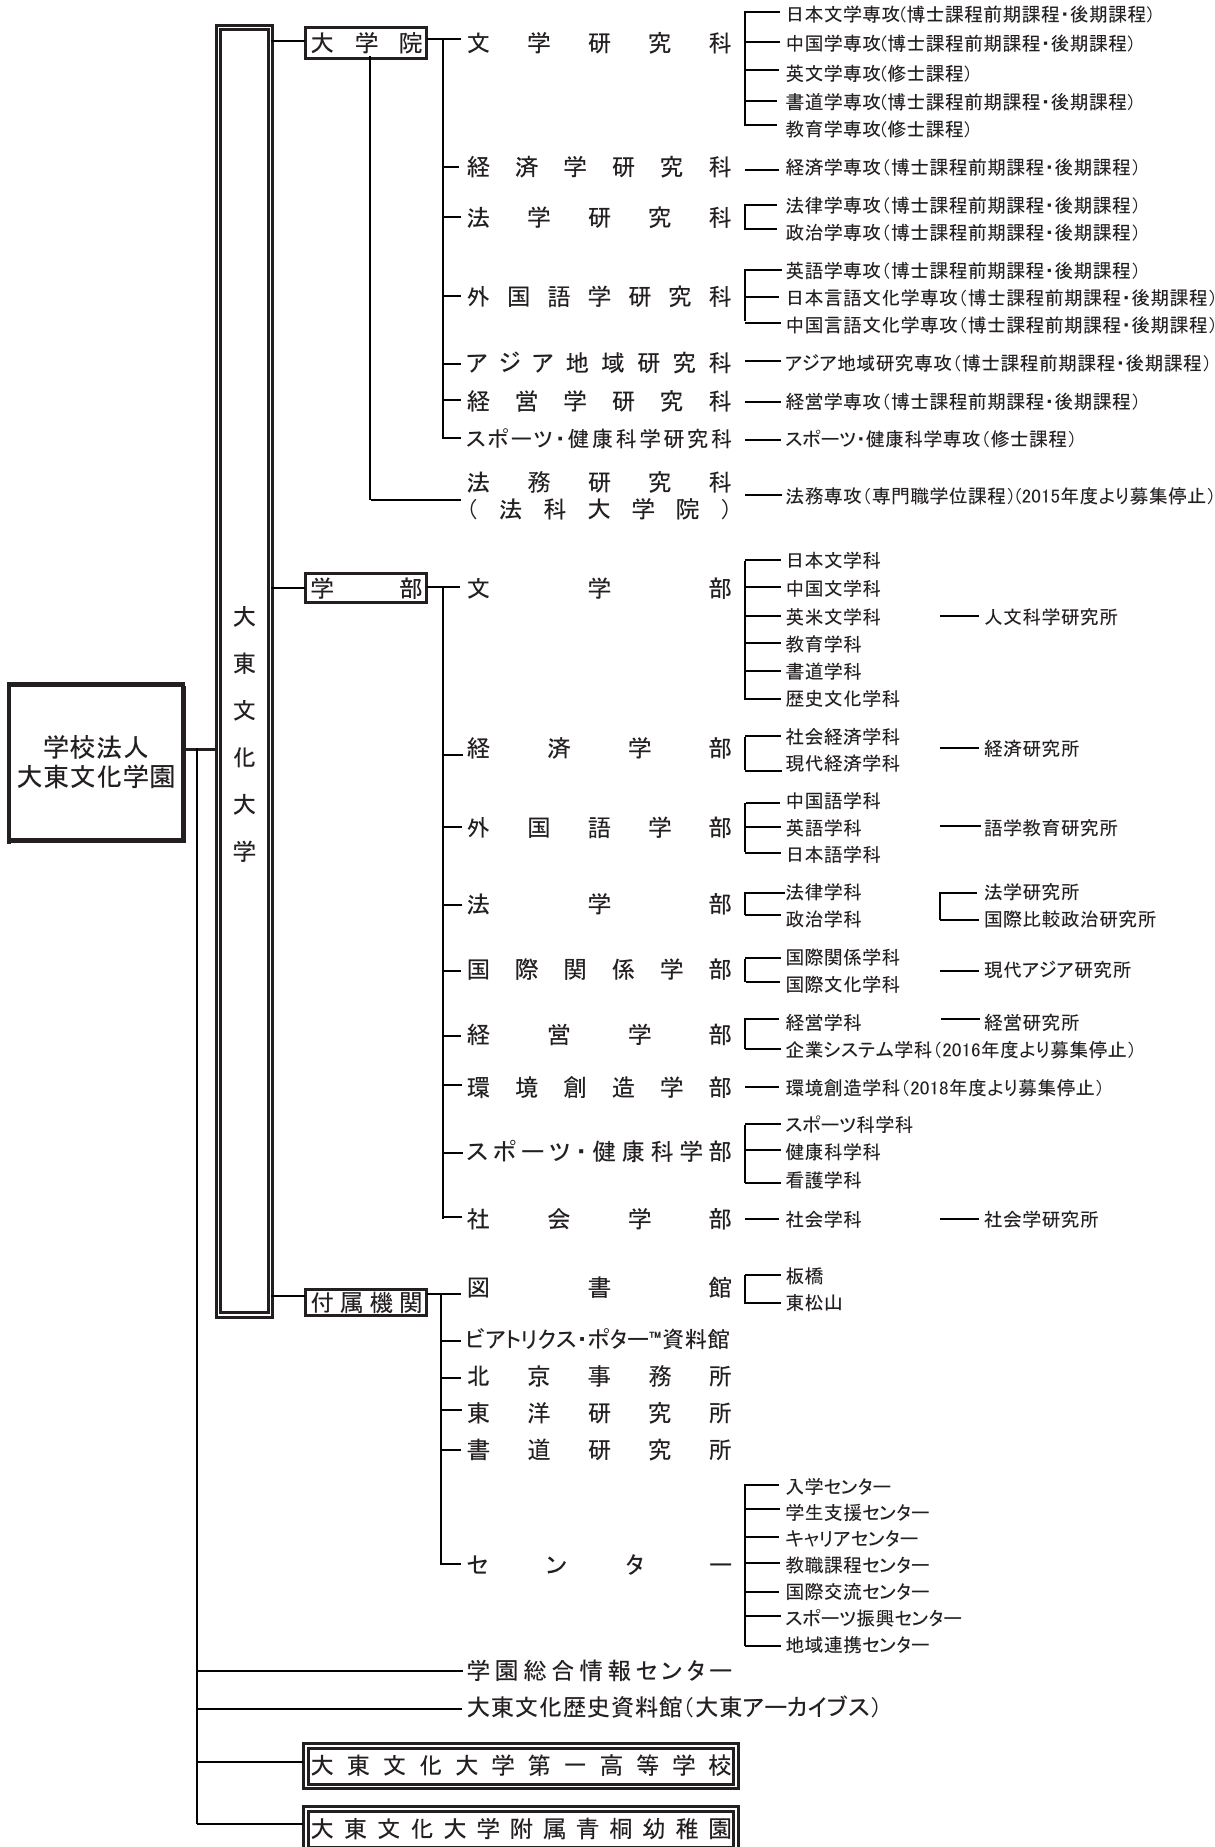 学校法人
大東文化学園
大東文化大学
大学院
文学研究科
日本文学専攻(博士課程前期課程・後期課程)
中国学専攻(博士課程前期課程・後期課程)
英文学専攻(修士課程)
書道学専攻(博士課程前期課程・後期課程)
教育学専攻(修士課程)
経済学研究科
経済学専攻(博士課程前期課程・後期課程)
法学研究科
法律学専攻(博士課程前期課程・後期課程)
政治学専攻(博士課程前期課程・後期課程)
外国語学研究科
英語学専攻(博士課程前期課程・後期課程)
日本言語文化学専攻(博士課程前期課程・後期課程)
中国言語文化学専攻(博士課程前期課程・後期課程)
アジア地域研究科
アジア地域研究専攻(博士課程前期課程・後期課程)
経営学研究科
経営学専攻(博士課程前期課程・後期課程)
スポーツ・健康科学研究科
スポーツ・健康科学専攻(修士課程)
法務研究科
(法科大学院)
法務専攻(専門職学位課程)(2015年度より募集停止)
学部
文学部
日本文学科
中国文学科
英米文学科
教育学科
書道学科
歴史文化学科
人文科学研究所
経済学部
社会経済学科
現代経済学科
経済研究所
外国語学部
中国語学科
英語学科
日本語学科
語学教育研究所
法学部
法律学科
政治学科
法学研究所
国際比較政治研究所
国際関係学部
国際関係学科
国際文化学科
現代アジア研究所
経営学部
経営学科
経営研究所
企業システム学科(2016年度より募集停止)
環境創造学部
環境創造学科(2018年度より募集停止)
スポーツ・健康科学部
スポーツ科学科
健康科学科
看護学科
社会学部
社会学科
社会学研究所
付属機関
図書館
板橋
東松山
ビアトリクス・ポター™資料館
北京事務所
東洋研究所
書道研究所
センター
入学センター
学生支援センター
キャリアセンター
教職課程センター
国際交流センター
スポーツ振興センター
地域連携センター
学園総合情報センター
大東文化歴史資料館(大東アーカイブス)
大東文化大学第一高等学校
大東文化大学附属青桐幼稚園